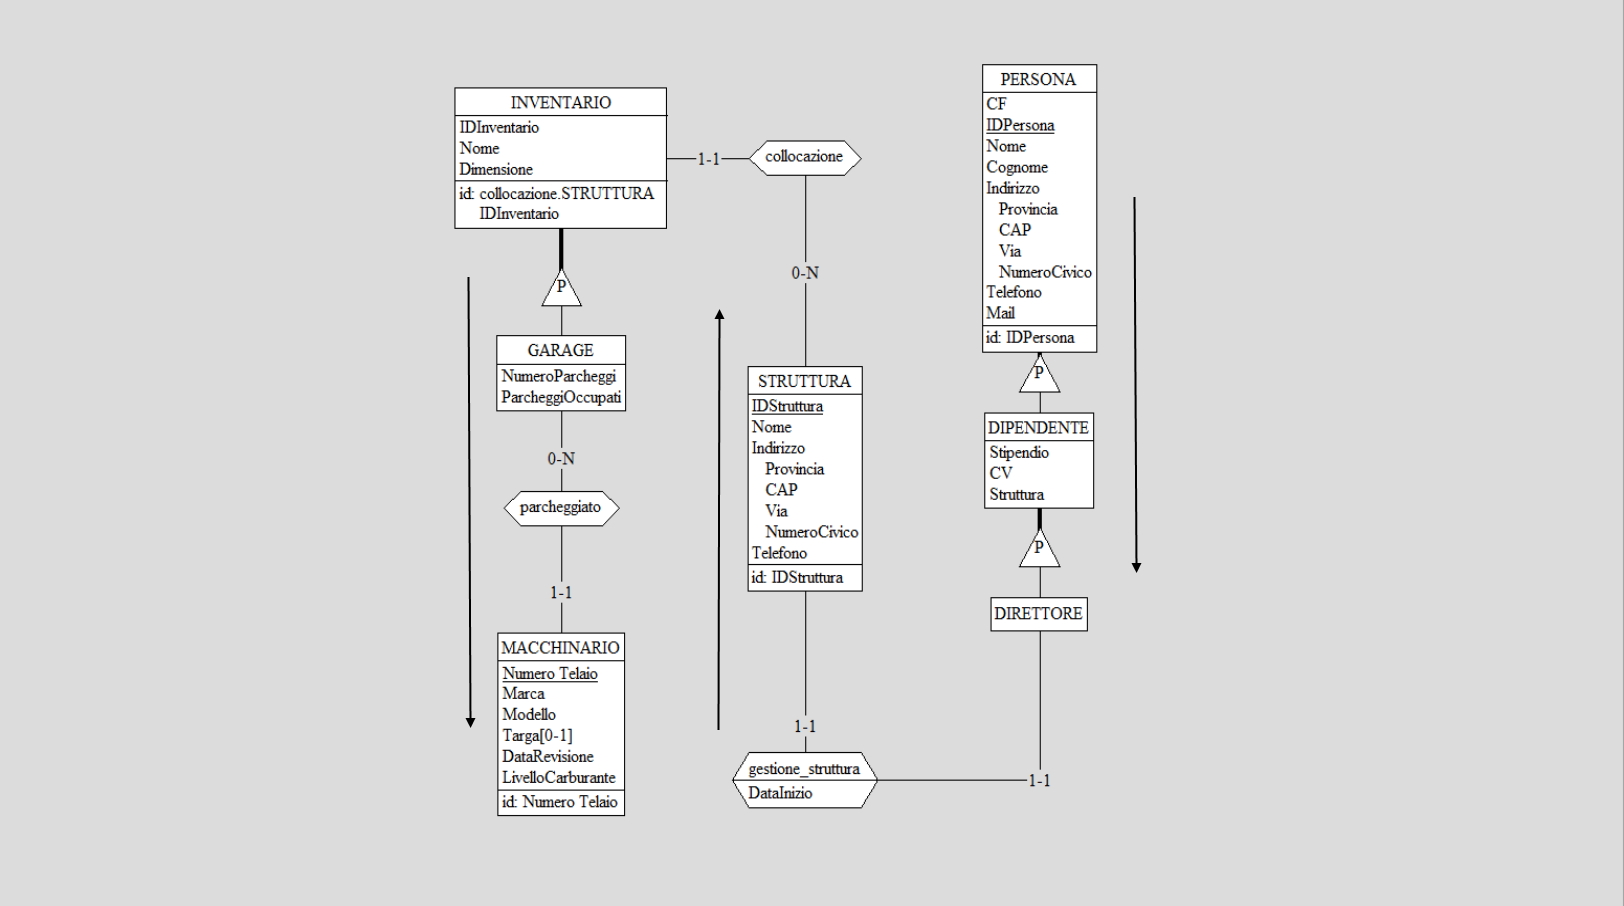 INVENTARIO
IDInventario
Nome
Dimensione
id: collocazione.STRUTTURA
IDInventario
1-1
collocazione
0-N
P
GARAGE
NumeroParcheggi
ParcheggiOccupati
0-N
parcheggiato
1-1
MACCHINARIO
Numero Telaio
Marca
Modello
Targa[0-1]
DataRevisione
LivelloCarburante
id: Numero Telaio
STRUTTURA
IDStruttura
Nome
Indirizzo
Provincia
CAP
Via
NumeroCivico
Telefono
id: IDStruttura
1-1
gestione_struttura
DataInizio
1-1
PERSONA
CF
IDPersona
Nome
Cognome
Indirizzo
Provincia
CAP
Via
NumeroCivico
Telefono
Mail
id: IDPersona
P
DIPENDENTE
Stipendio
CV
Struttura
P
DIRETTORE